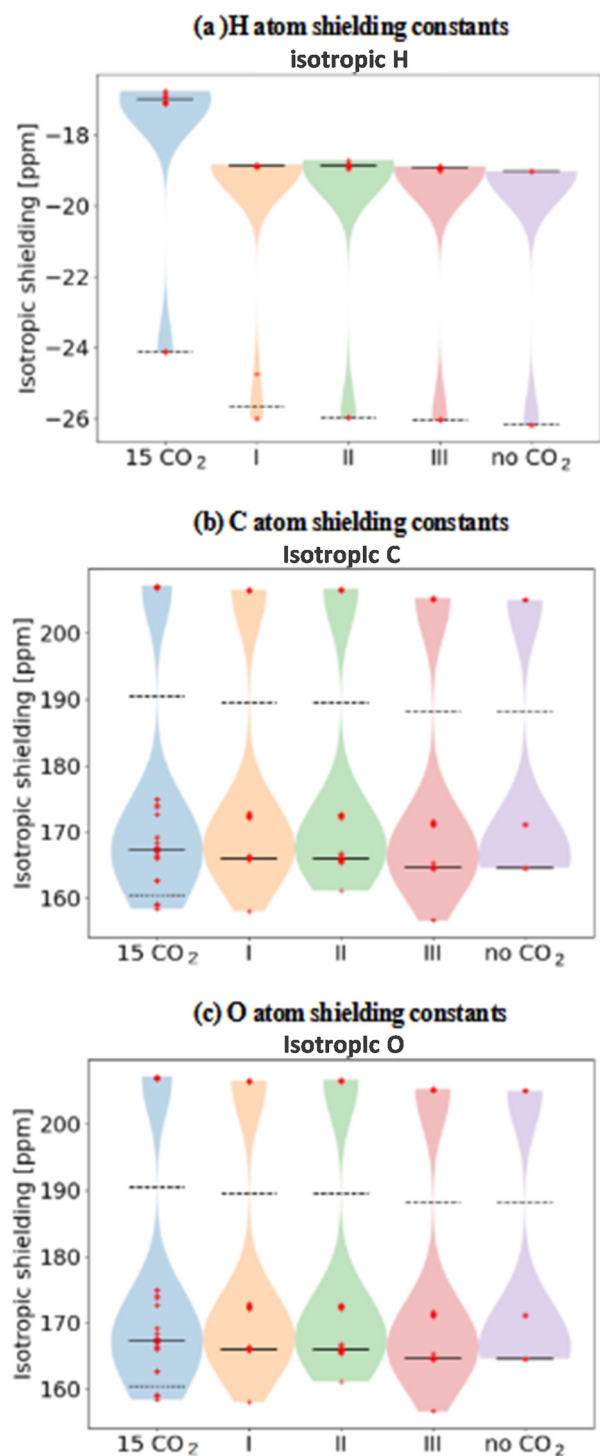 (a )H atom shielding constants
isotropic H
Isotropic shielding [ppm]
−18
−20
−22
−24
−26
15 CO₂ I II III no CO₂
(b) C atom shielding constants
Isotropic C
Isotropic shielding [ppm]
200
190
180
170
160
15 CO₂ I II III no CO₂
(c) O atom shielding constants
Isotropic O
Isotropic shielding [ppm]
200
190
180
170
160
15 CO₂ I II III no CO₂